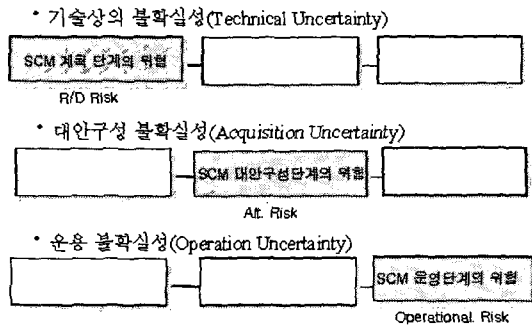 • 기술상의 불확실성(Technical Uncertainty)
SCM 계획 단계의 위험
R/D Risk
• 대안구성 불확실성(Acquisition Uncertainty)
SCM 대안구성단계의 위험
Alt. Risk
• 운용 불확실성(Operation Uncertainty)
SCM 운영단계의 위험
Operational Risk